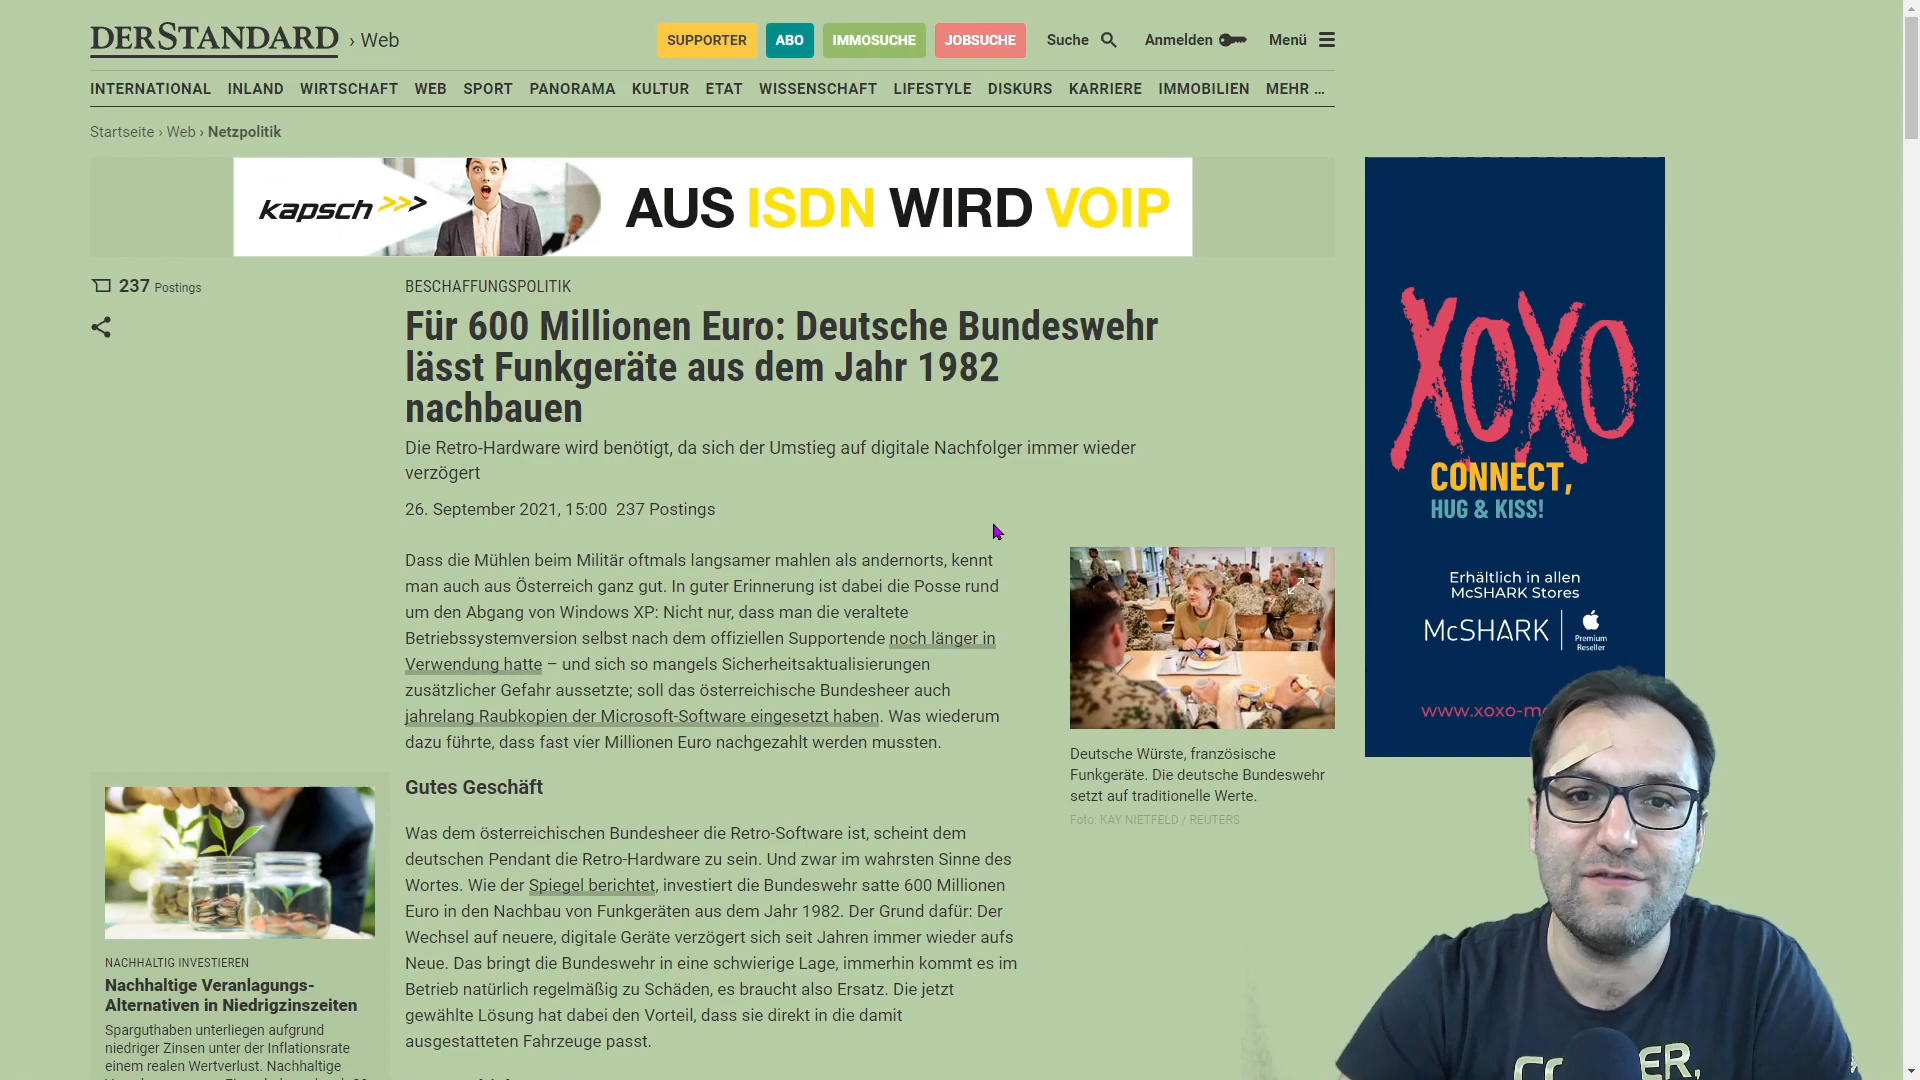 DERSTANDARD › Web
SUPPORTER
ABO
IMMOSUCHE
JOBSUCHE
Suche
Anmelden
Menü
INTERNATIONAL INLAND WIRTSCHAFT WEB SPORT PANORAMA KULTUR ETAT WISSENSCHAFT LIFESTYLE DISKURS KARRIERE IMMOBILIEN MEHR ...
Startseite › Web › Netzpolitik
kapsch >>>
AUS ISDN WIRD VOIP
237 Postings
BESCHAFFUNGSPOLITIK
Für 600 Millionen Euro: Deutsche Bundeswehr
lässt Funkgeräte aus dem Jahr 1982
nachbauen
Die Retro-Hardware wird benötigt, da sich der Umstieg auf digitale Nachfolger immer wieder
verzögert
26. September 2021, 15:00 237 Postings
Dass die Mühlen beim Militär oftmals langsamer mahlen als andernorts, kennt
man auch aus Österreich ganz gut. In guter Erinnerung ist dabei die Posse rund
um den Abgang von Windows XP: Nicht nur, dass man die veraltete
Betriebssystemversion selbst nach dem offiziellen Supportende noch länger in
Verwendung hatte – und sich so mangels Sicherheitsaktualisierungen
zusätzlicher Gefahr aussetzte; soll das österreichische Bundesheer auch
jahrelang Raubkopien der Microsoft-Software eingesetzt haben. Was wiederum
dazu führte, dass fast vier Millionen Euro nachgezahlt werden mussten.
Gutes Geschäft
Was dem österreichischen Bundesheer die Retro-Software ist, scheint dem
deutschen Pendant die Retro-Hardware zu sein. Und zwar im wahrsten Sinne des
Wortes. Wie der Spiegel berichtet, investiert die Bundeswehr satte 600 Millionen
Euro in den Nachbau von Funkgeräten aus dem Jahr 1982. Der Grund dafür: Der
Wechsel auf neuere, digitale Geräte verzögert sich seit Jahren immer wieder aufs
Neue. Das bringt die Bundeswehr in eine schwierige Lage, immerhin kommt es im
Betrieb natürlich regelmäßig zu Schäden, es braucht also Ersatz. Die jetzt
gewählte Lösung hat dabei den Vorteil, dass sie direkt in die damit
ausgestatteten Fahrzeuge passt.
Deutsche Würste, französische
Funkgeräte. Die deutsche Bundeswehr
setzt auf traditionelle Werte.
Foto: KAY NIETFELD / REUTERS
NACHHALTIG INVESTIEREN
Nachhaltige Veranlagungs-
Alternativen in Niedrigzinszeiten
Sparguthaben unterliegen aufgrund
niedriger Zinsen unter der Inflationsrate
einem realen Wertverlust. Nachhaltige
XOXO
CONNECT,
HUG & KISS!
Erhältlich in allen
McSHARK Stores
McSHARK
Premium
Reseller
www.xoxo-m